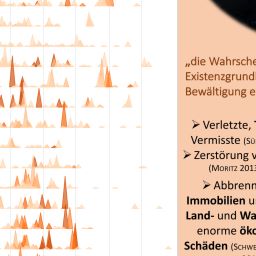 „die Wahrsche
Existenzgrundl
Bewältigung e
➢ Verletzte, T
Vermisste (SÜ
➢ Zerstörung v
(MORITZ 2013
➢ Abbrenn
Immobilien u
Land- und Wa
enorme öko
Schäden (SCHWE